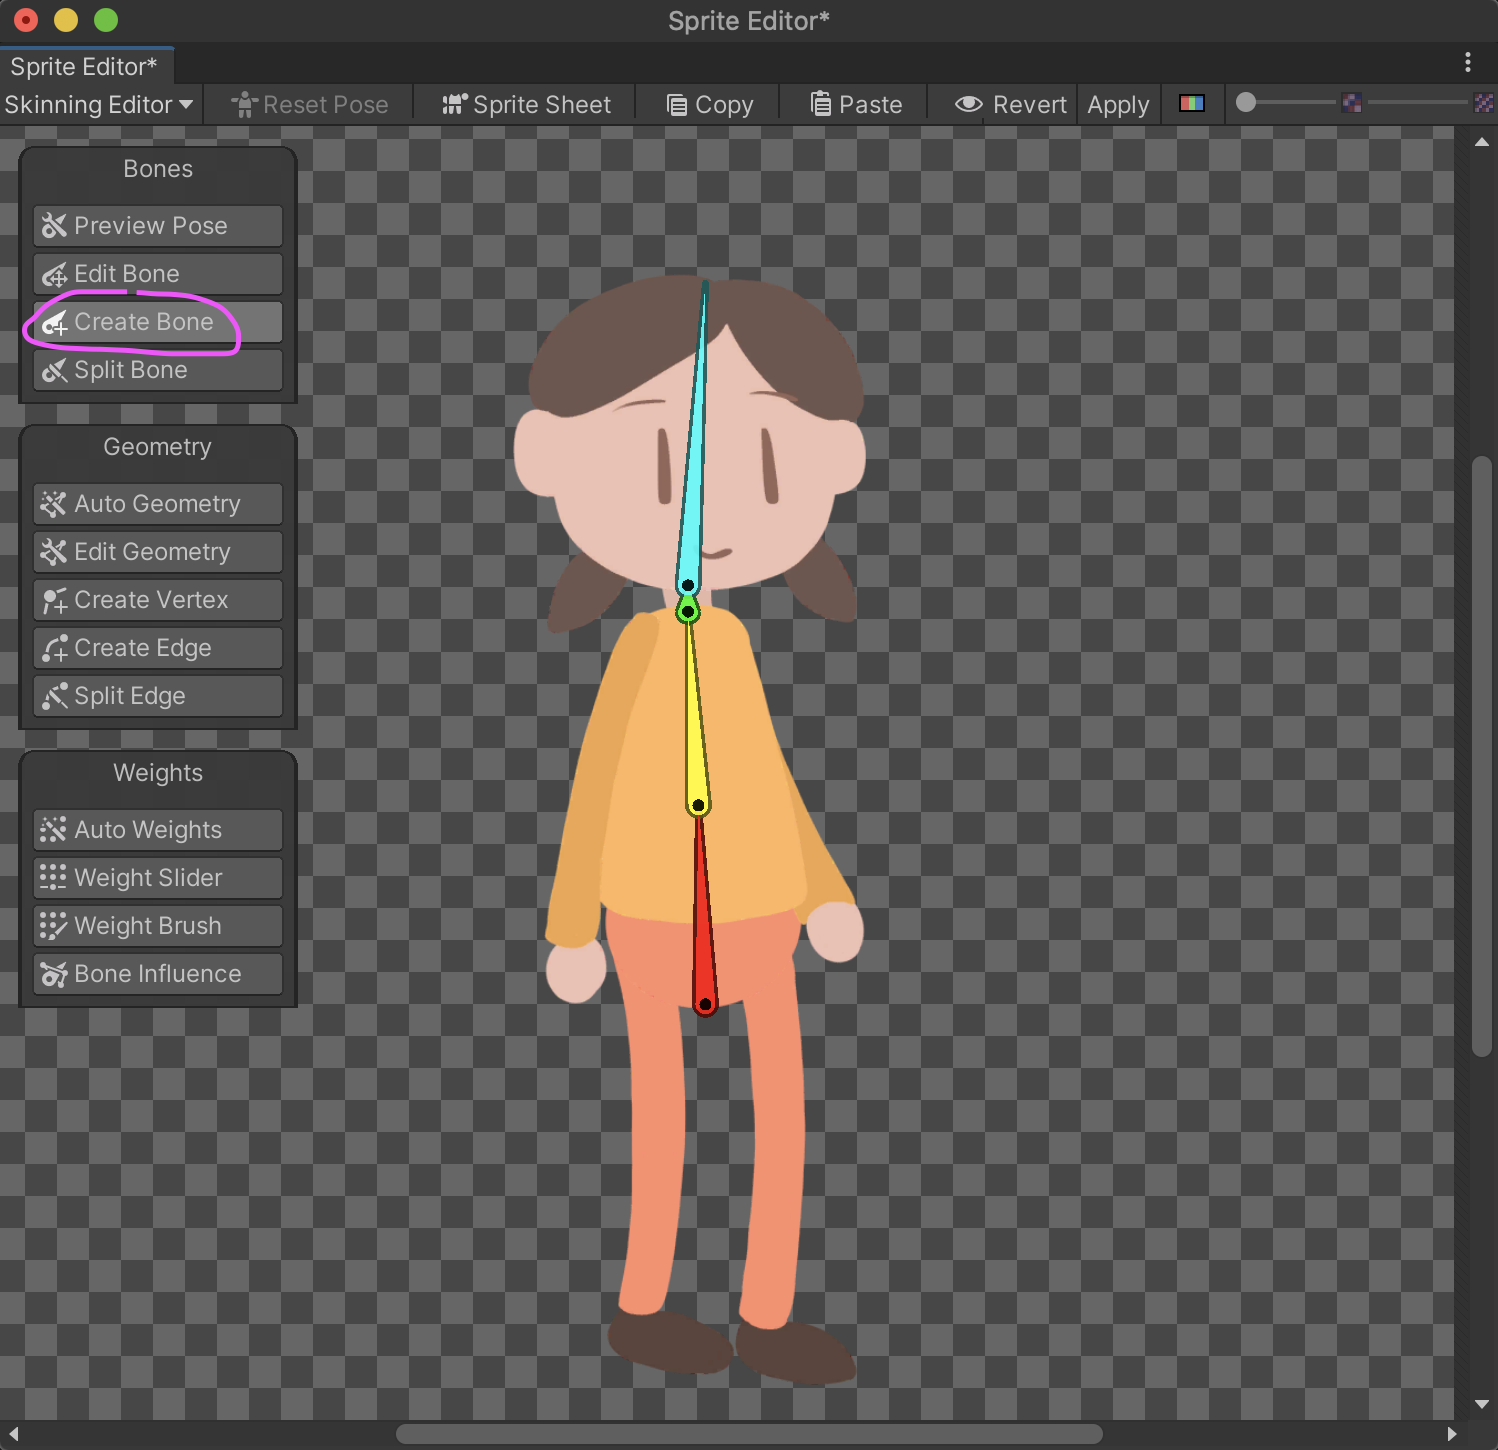 Sprite Editor*
Sprite Editor*
Skinning Editor Reset Pose Sprite Sheet Copy Paste Revert Apply
Bones
Preview Pose
Edit Bone
Create Bone
Split Bone
Geometry
Auto Geometry
Edit Geometry
Create Vertex
Create Edge
Split Edge
Weights
Auto Weights
Weight Slider
Weight Brush
Bone Influence